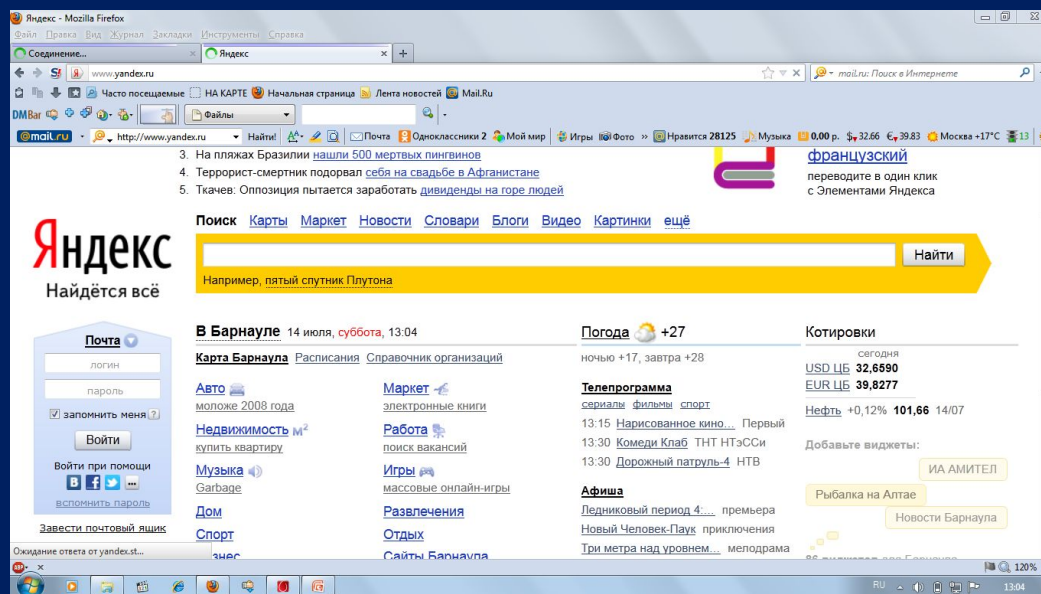 Яндекс - Mozilla Firefox
Файл Правка Вид Журнал Закладки Инструменты Справка
Соединение... Яндекс
www.yandex.ru mail.ru: Поиск в Интернете
Часто посещаемые НА КАРТЕ Начальная страница Лента новостей Mail.Ru
DMBar Файлы
@mail.ru http://www.yandex.ru Найти! Почта Одноклассники 2 Мой мир Игры Фото » Нравится 28125 Музыка 0,00 р. $ 32.66 € 39.83 Москва +17°C 13
3. На пляжах Бразилии нашли 500 мертвых пингвинов
4. Террорист-смертник подорвал себя на свадьбе в Афганистане
5. Ткачев: Оппозиция пытается заработать дивиденды на горе людей
французский
переводите в один клик
с Элементами Яндекса
Поиск Карты Маркет Новости Словари Блоги Видео Картинки ещё
Яндекс
Найдётся всё
Найти
Например, пятый спутник Плутона
Почта
логин
пароль
запомнить меня ?
Войти
Войти при помощи
вспомнить пароль
Завести почтовый ящик
В Барнауле 14 июля, суббота, 13:04
Карта Барнаула Расписания Справочник организаций
Авто
моложе 2008 года
Недвижимость м²
купить квартиру
Музыка
Garbage
Дом
Спорт
Бизнес
Маркет
электронные книги
Работа
поиск вакансий
Игры
массовые онлайн-игры
Развлечения
Отдых
Сайты Барнаула
Погода +27
ночью +17, завтра +28
Телепрограмма
сериалы фильмы спорт
13:15 Нарисованное кино... Первый
13:30 Комеди Клаб ТНТ НТэССи
13:30 Дорожный патруль-4 НТВ
Афиша
Ледниковый период 4:... премьера
Новый Человек-Паук приключения
Три метра над уровнем... мелодрама
Котировки
сегодня
USD ЦБ 32,6590
EUR ЦБ 39,8277
Нефть +0,12% 101,66 14/07
Добавьте виджеты:
ИА АМИТЕЛ
Рыбалка на Алтае
Новости Барнаула
86 виджетов для Барнаула
Ожидание ответа от yandex.st...
120%
RU 13:04